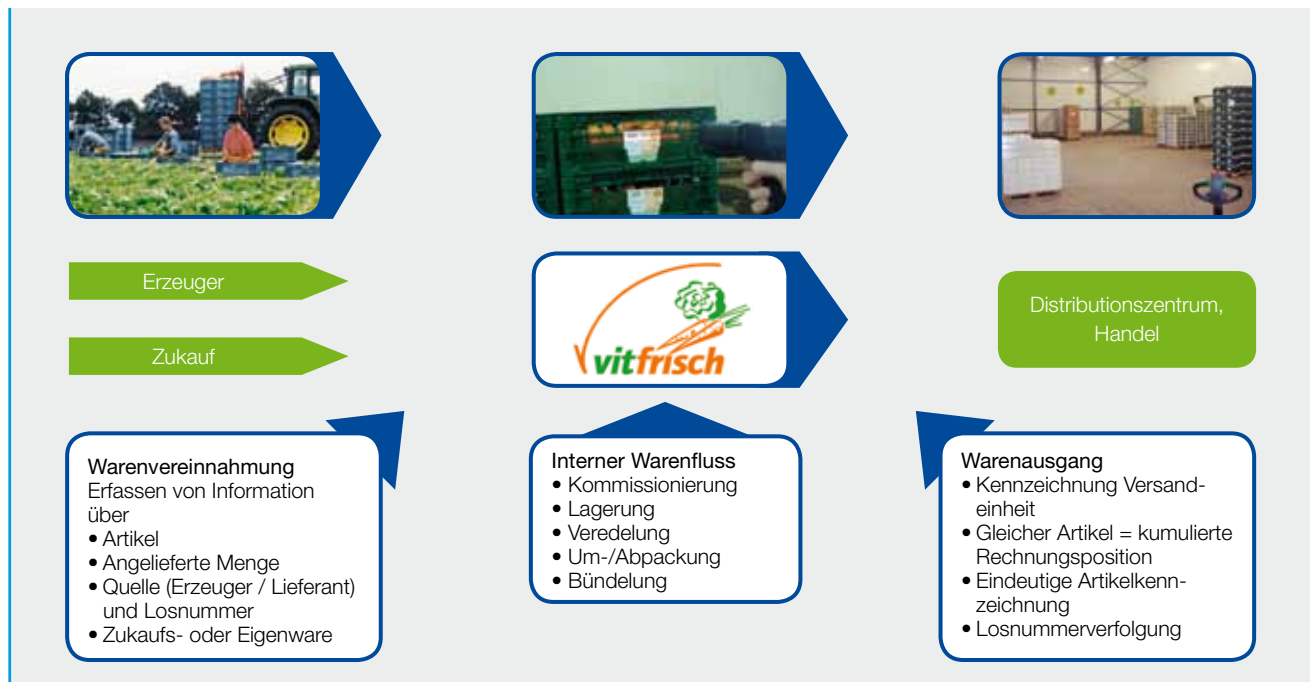 Erzeuger
Zukauf
vitfrisch
Distributionszentrum,
Handel
Warenvereinnahmung
Erfassen von Information
über
• Artikel
• Angelieferte Menge
• Quelle (Erzeuger / Lieferant)
und Losnummer
• Zukaufs- oder Eigenware
Interner Warenfluss
• Kommissionierung
• Lagerung
• Veredelung
• Um-/Abpackung
• Bündelung
Warenausgang
• Kennzeichnung Versand-
einheit
• Gleicher Artikel = kumulierte
Rechnungsposition
• Eindeutige Artikelkenn-
zeichnung
• Losnummerverfolgung